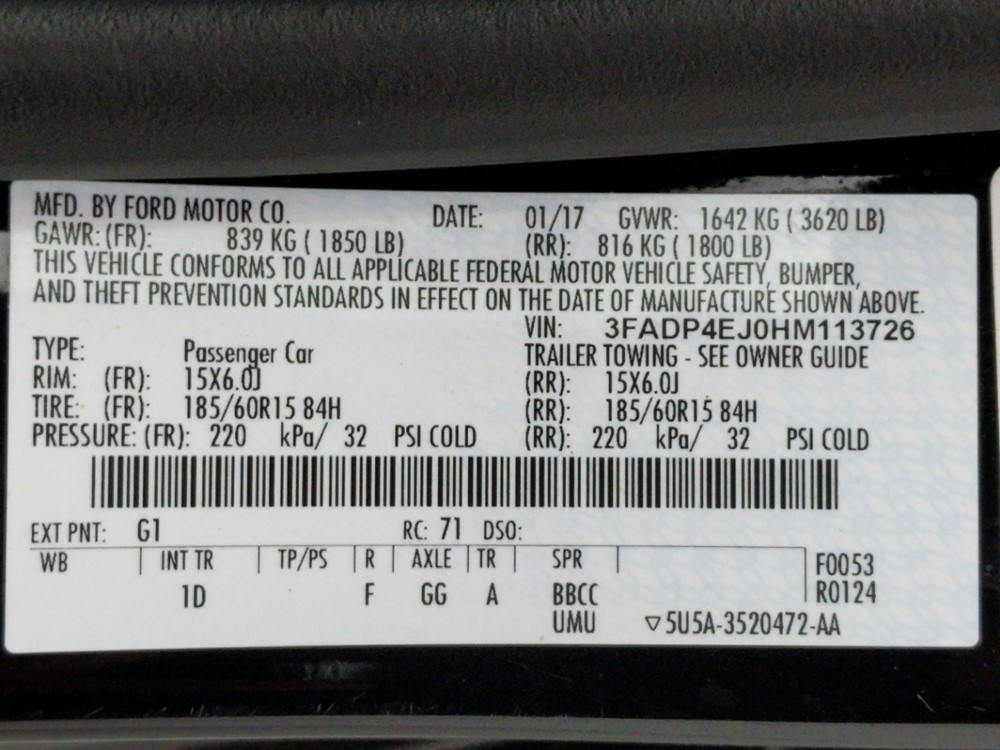 MFD. BY FORD MOTOR CO. DATE: 01/17 GVWR: 1642 KG ( 3620 LB)
GAWR: (FR): 839 KG ( 1850 LB) (RR): 816 KG ( 1800 LB)
THIS VEHICLE CONFORMS TO ALL APPLICABLE FEDERAL MOTOR VEHICLE SAFETY, BUMPER,
AND THEFT PREVENTION STANDARDS IN EFFECT ON THE DATE OF MANUFACTURE SHOWN ABOVE.
VIN: 3FADP4EJ0HM113726
TYPE: Passenger Car TRAILER TOWING - SEE OWNER GUIDE
RIM: (FR): 15X6.0J (RR): 15X6.0J
TIRE: (FR): 185/60R15 84H (RR): 185/60R15 84H
PRESSURE: (FR): 220 kPa/ 32 PSI COLD (RR): 220 kPa/ 32 PSI COLD
EXT PNT: G1 RC: 71 DSO:
WB INT TR TP/PS R AXLE TR SPR F0053
1D F GG A BBCC R0124
UMU ▽5U5A-3520472-AA